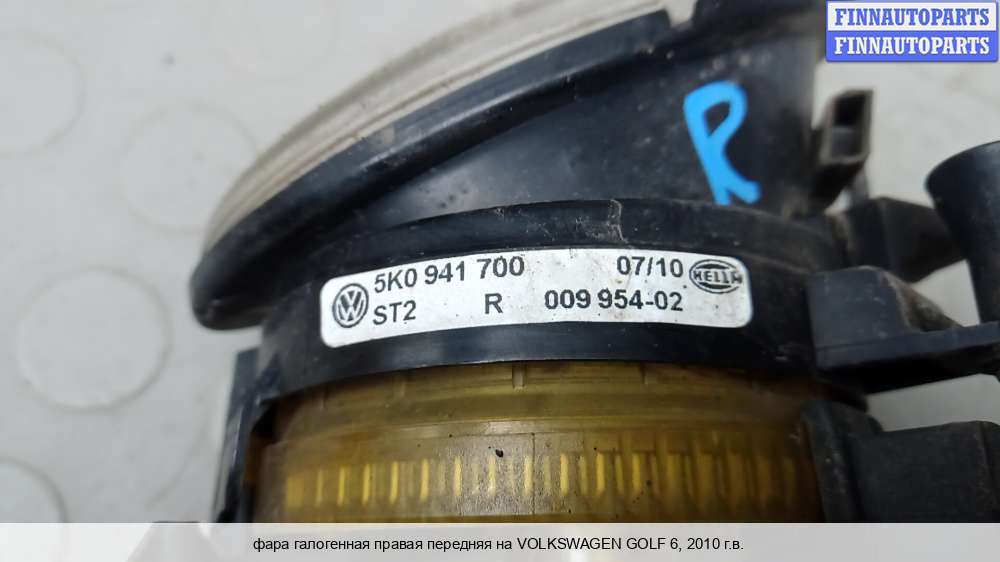 FINNAUTOPARTS
FINNAUTOPARTS
R
5K0 941 700 07/10 HELLA
ST2 R 009 954-02
фара галогенная правая передняя на VOLKSWAGEN GOLF 6, 2010 г.в.